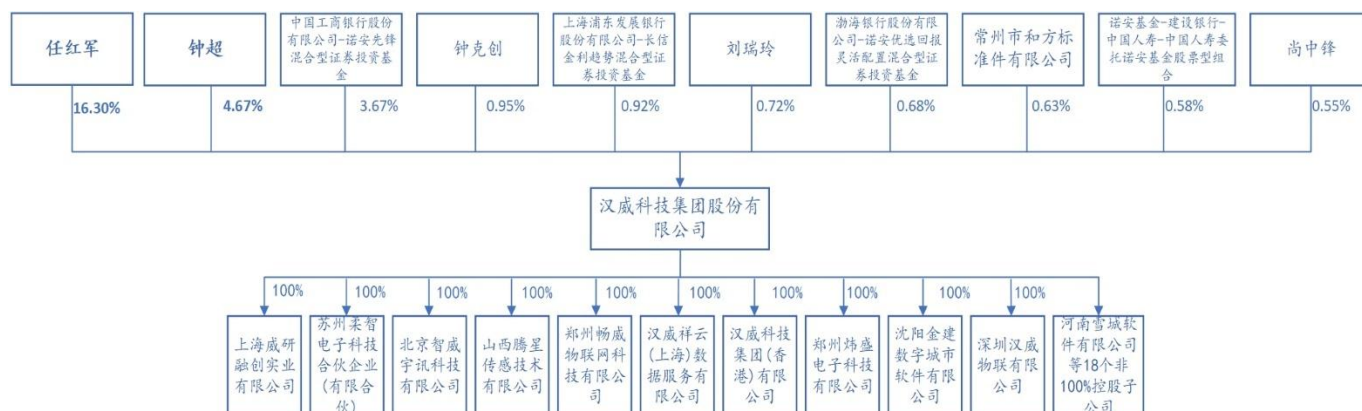 任红军
钟超
中国工商银行股份
有限公司-诺安先锋
混合型证券投资基
金
钟克创
上海浦东发展银行
股份有限公司-长信
金利趋势混合型证
券投资基金
刘瑞玲
渤海银行股份有限
公司-诺安优选回报
灵活配置混合型证
券投资基金
常州市和方标
准件有限公司
诺安基金-建设银行-
中国人寿-中国人寿委
托诺安基金股票型组
合
尚中锋
16.30%
4.67%
3.67%
0.95%
0.92%
0.72%
0.68%
0.63%
0.58%
0.55%
汉威科技集团股份有
限公司
100%
100%
100%
100%
100%
100%
100%
100%
100%
100%
上海威研
融创实业
有限公司
苏州柔智
电子科技
合伙企业
(有限合
伙)
北京智威
宇讯科技
有限公司
山西腾星
传感技术
有限公司
郑州畅威
物联网科
技有限公
司
汉威祥云
(上海)数
据服务有
限公司
汉威科技
集团(香
港)有限公
司
郑州炜盛
电子科技
有限公司
沈阳金建
数字城市
软件有限
公司
深圳汉威
物联有限
公司
河南雪城软
件有限公司
等18个非
100%控股子
公司